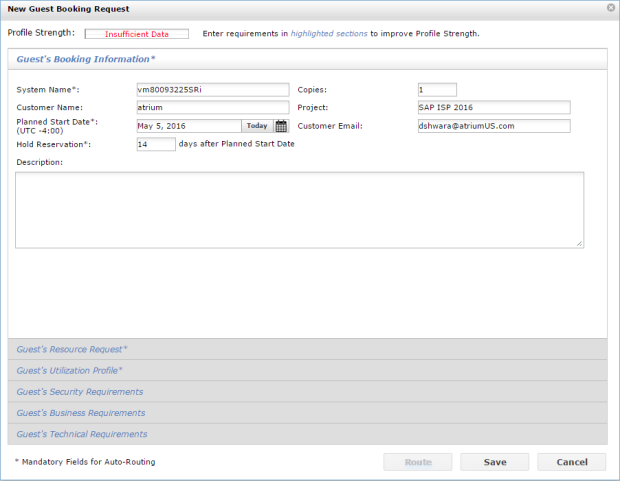 New Guest Booking Request
Profile Strength: Insufficient Data Enter requirements in highlighted sections to improve Profile Strength.
Guest's Booking Information*
System Name*: vm80093225SRi Copies: 1
Customer Name: atrium Project: SAP ISP 2016
Planned Start Date*: May 5, 2016 Today Customer Email: dshwara@atriumUS.com
(UTC -4:00)
Hold Reservation*: 14 days after Planned Start Date
Description:
Guest's Resource Request*
Guest's Utilization Profile*
Guest's Security Requirements
Guest's Business Requirements
Guest's Technical Requirements
* Mandatory Fields for Auto-Routing Route Save Cancel